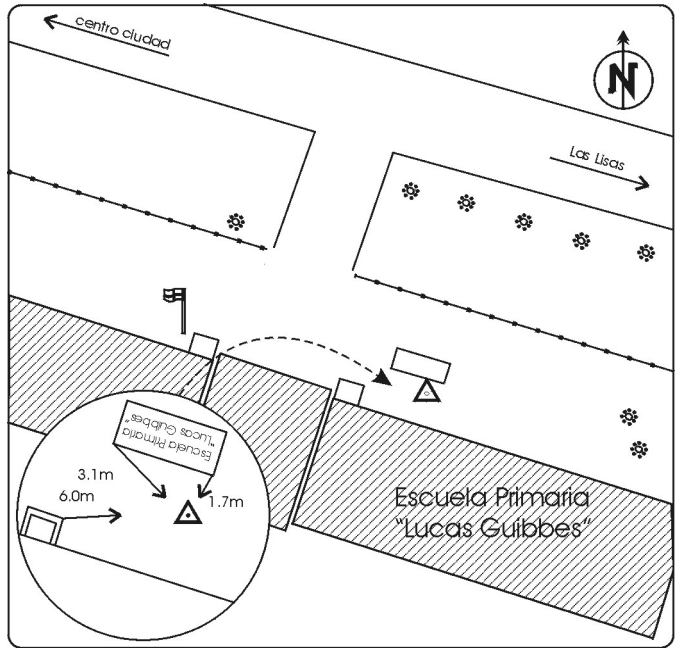 centro ciudad
N
Las Lisas
Escuela Primaria
"Lucas Guibbes"
3.1m
6.0m
1.7m
Escuela Primaria
"Lucas Guibbes"